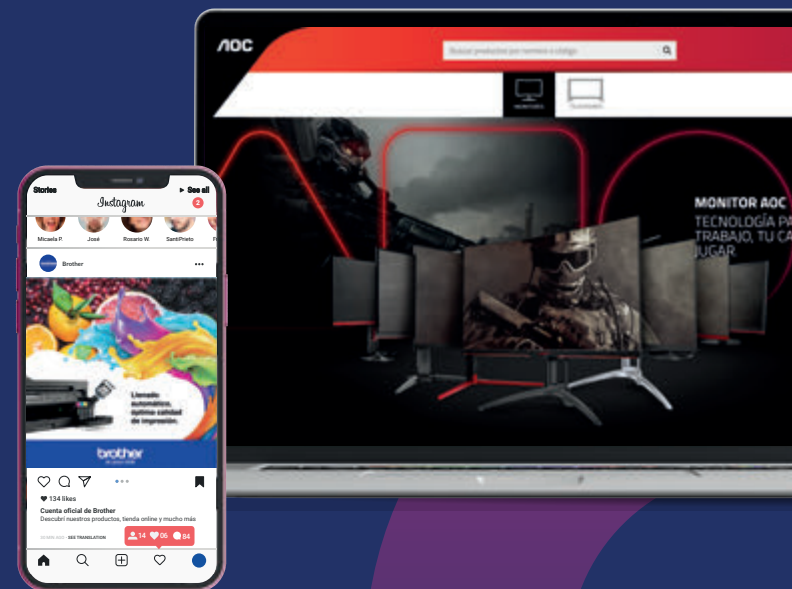 AOC
Buscar productos por nombre o código
MONITORES
TELEVISORES
MONITOR AOC
TECNOLOGÍA PA
TRABAJO, TU CA
JUGAR
Stories
▶ See all
Instagram
2
Micaela P.
José
Rosario W.
SantiPrieto
Brother
Llenado
automático,
óptima calidad
de impresión.
brother
134 likes
Cuenta oficial de Brother
Descubrí nuestros productos, tienda online y mucho más
SEE TRANSLATION
14
06
84